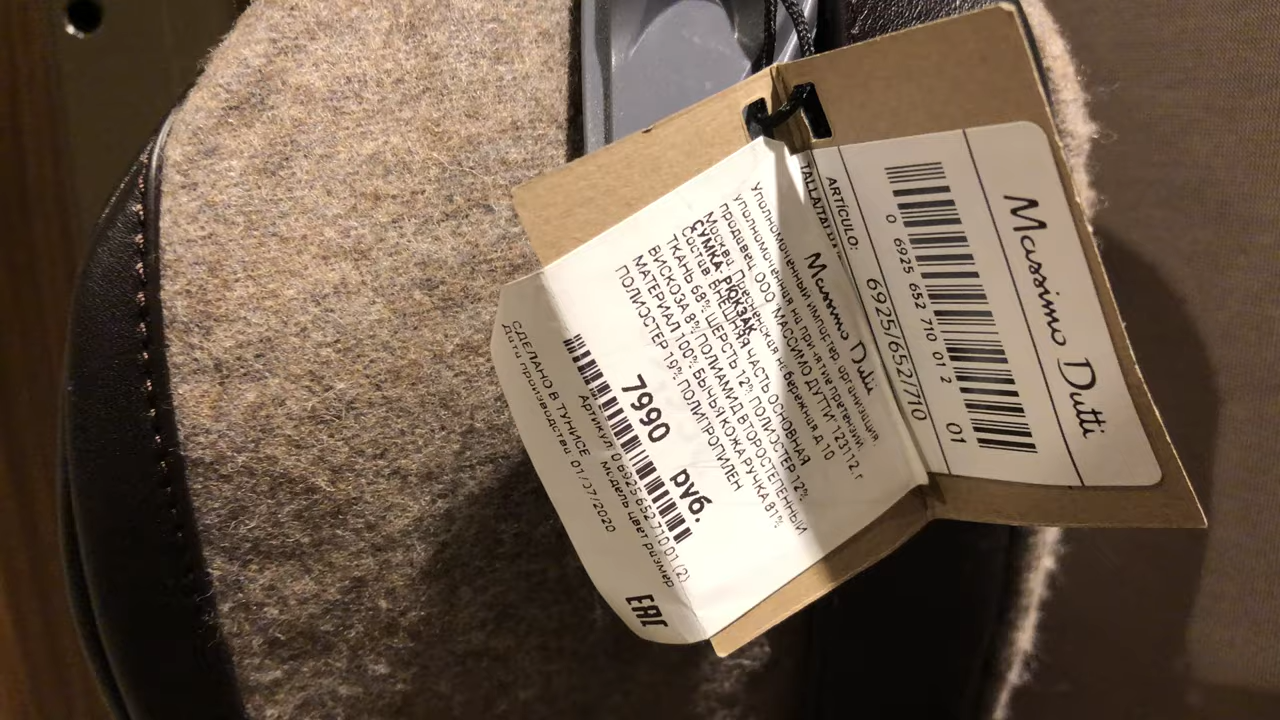 Massimo Dutti
0 6925 652 710 01 2
01
ARTÍCULO: 6925/652/710
Massimo Dutti
Уполномоченный импортер, организация,
уполномоченная на принятие претензий,
продавец ООО "МАССИМО ДУТТИ" 123112, г
Москва, Пресненская набережная, д 10
СУМКА-РЮКЗАК
Состав ВНЕШНЯЯ ЧАСТЬ ОСНОВНАЯ
ТКАНЬ 68% ШЕРСТЬ 12% ПОЛИЭСТЕР 12%
ВИСКОЗА 8% ПОЛИАМИД ВТОРОСТЕПЕННЫЙ
МАТЕРИАЛ 100% БЫЧЬЯ КОЖА РУЧКА 81%
ПОЛИЭСТЕР 19% ПОЛИПРОПИЛЕН
7990 руб.
Артикул 0 6925 652 710 01 (2)
модель цвет размер
СДЕЛАНО В ТУНИСЕ
Дата производства 01/07/2020
EAC